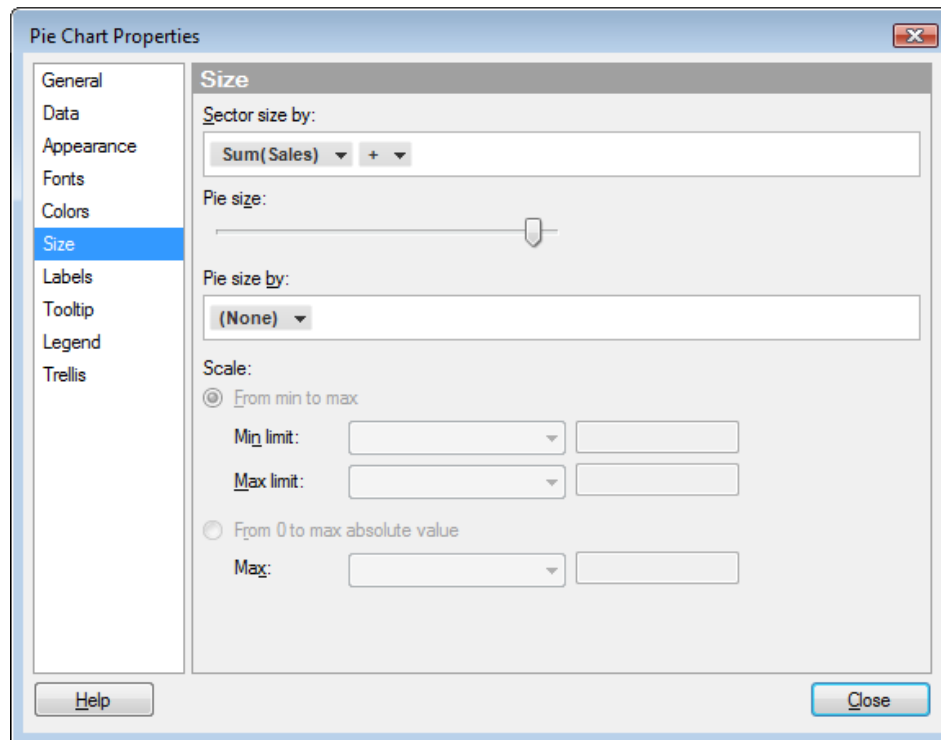 Pie Chart Properties
General
Data
Appearance
Fonts
Colors
Size
Labels
Tooltip
Legend
Trellis
Size
Sector size by:
Sum(Sales) +
Pie size:
Pie size by:
(None)
Scale:
From min to max
Min limit:
Max limit:
From 0 to max absolute value
Max:
Help
Close